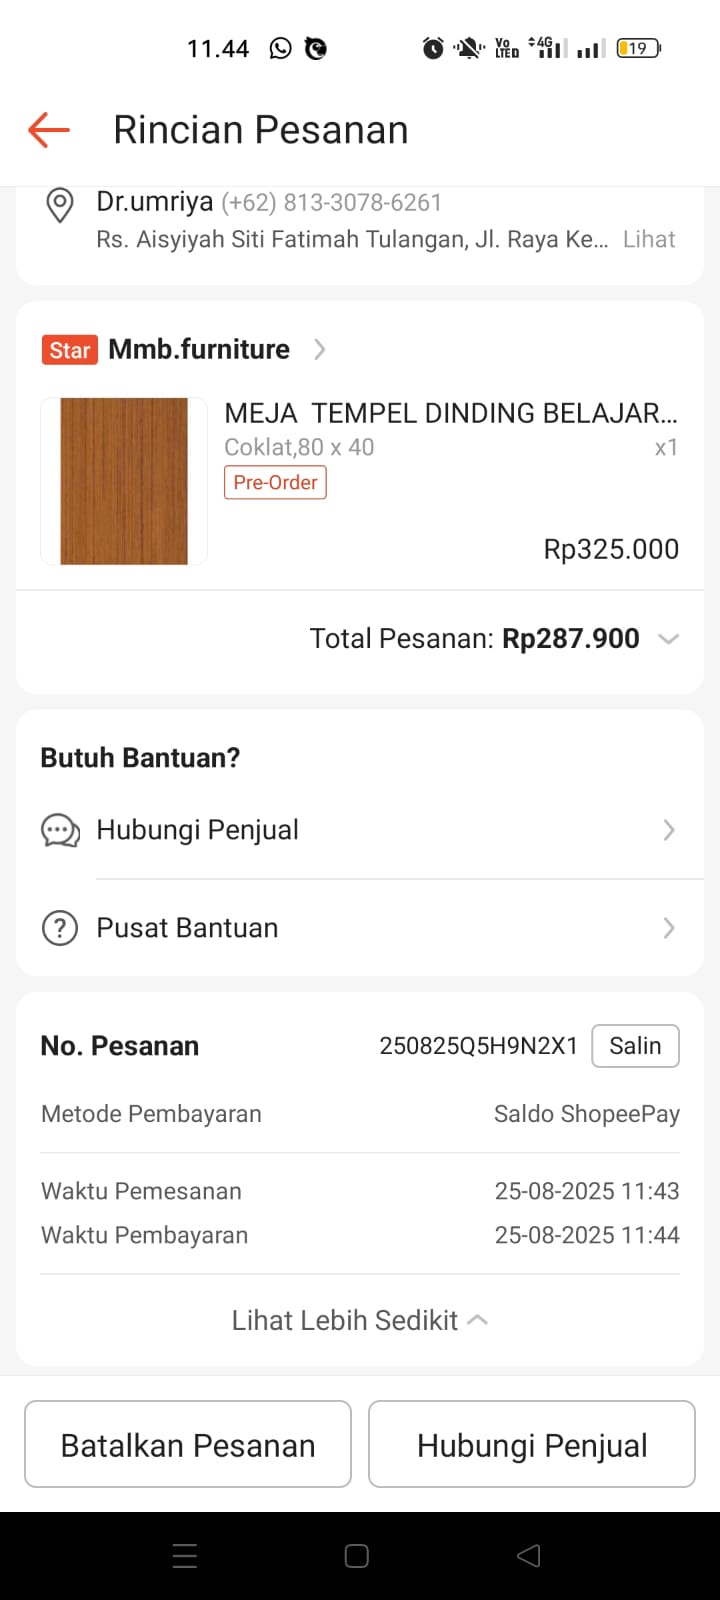 11.44
Vo LTED
4G
19
Rincian Pesanan
Dr.umriya (+62) 813-3078-6261
Rs. Aisyiyah Siti Fatimah Tulangan, Jl. Raya Ke... Lihat
Star Mmb.furniture
MEJA TEMPEL DINDING BELAJAR...
Coklat,80 x 40 x1
Pre-Order
Rp325.000
Total Pesanan: Rp287.900
Butuh Bantuan?
Hubungi Penjual
Pusat Bantuan
No. Pesanan 250825Q5H9N2X1 Salin
Metode Pembayaran Saldo ShopeePay
Waktu Pemesanan 25-08-2025 11:43
Waktu Pembayaran 25-08-2025 11:44
Lihat Lebih Sedikit
Batalkan Pesanan Hubungi Penjual